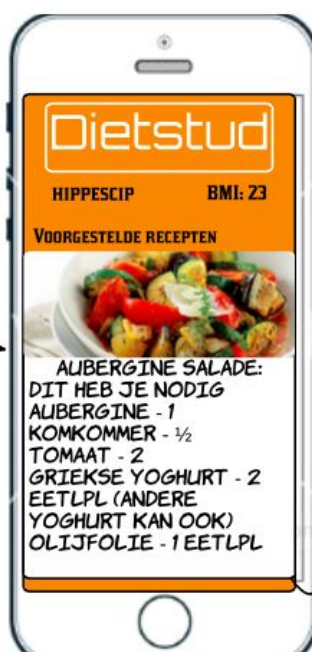 Dietstud
HIPPESCIP BMI: 23
VOORGESTELDE RECEPTEN
AUBERGINE SALADE:
DIT HEB JE NODIG
AUBERGINE - 1
KOMKOMMER - ½
TOMAAT - 2
GRIEKSE YOGHURT - 2
EETLPL (ANDERE
YOGHURT KAN OOK)
OLIJFOLIE - 1 EETLPL